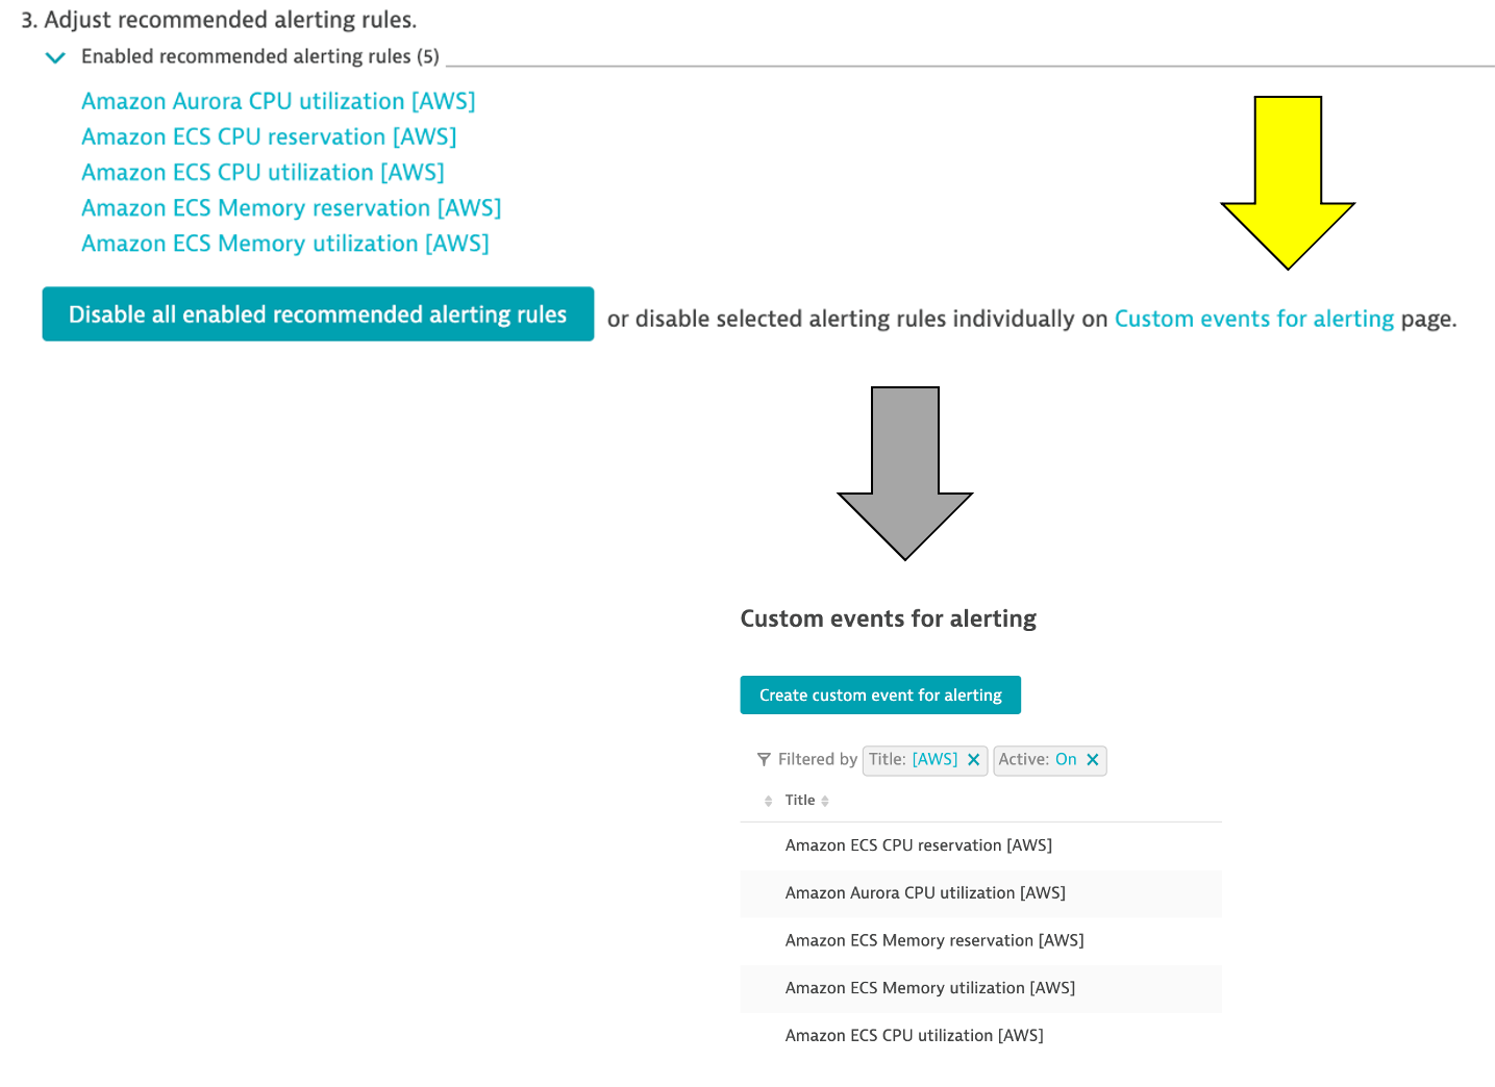 3. Adjust recommended alerting rules.
Enabled recommended alerting rules (5)
Amazon Aurora CPU utilization [AWS]
Amazon ECS CPU reservation [AWS]
Amazon ECS CPU utilization [AWS]
Amazon ECS Memory reservation [AWS]
Amazon ECS Memory utilization [AWS]
Disable all enabled recommended alerting rules or disable selected alerting rules individually on Custom events for alerting page.
Custom events for alerting
Create custom event for alerting
Filtered by Title: [AWS] Active: On
Title
Amazon ECS CPU reservation [AWS]
Amazon Aurora CPU utilization [AWS]
Amazon ECS Memory reservation [AWS]
Amazon ECS Memory utilization [AWS]
Amazon ECS CPU utilization [AWS]